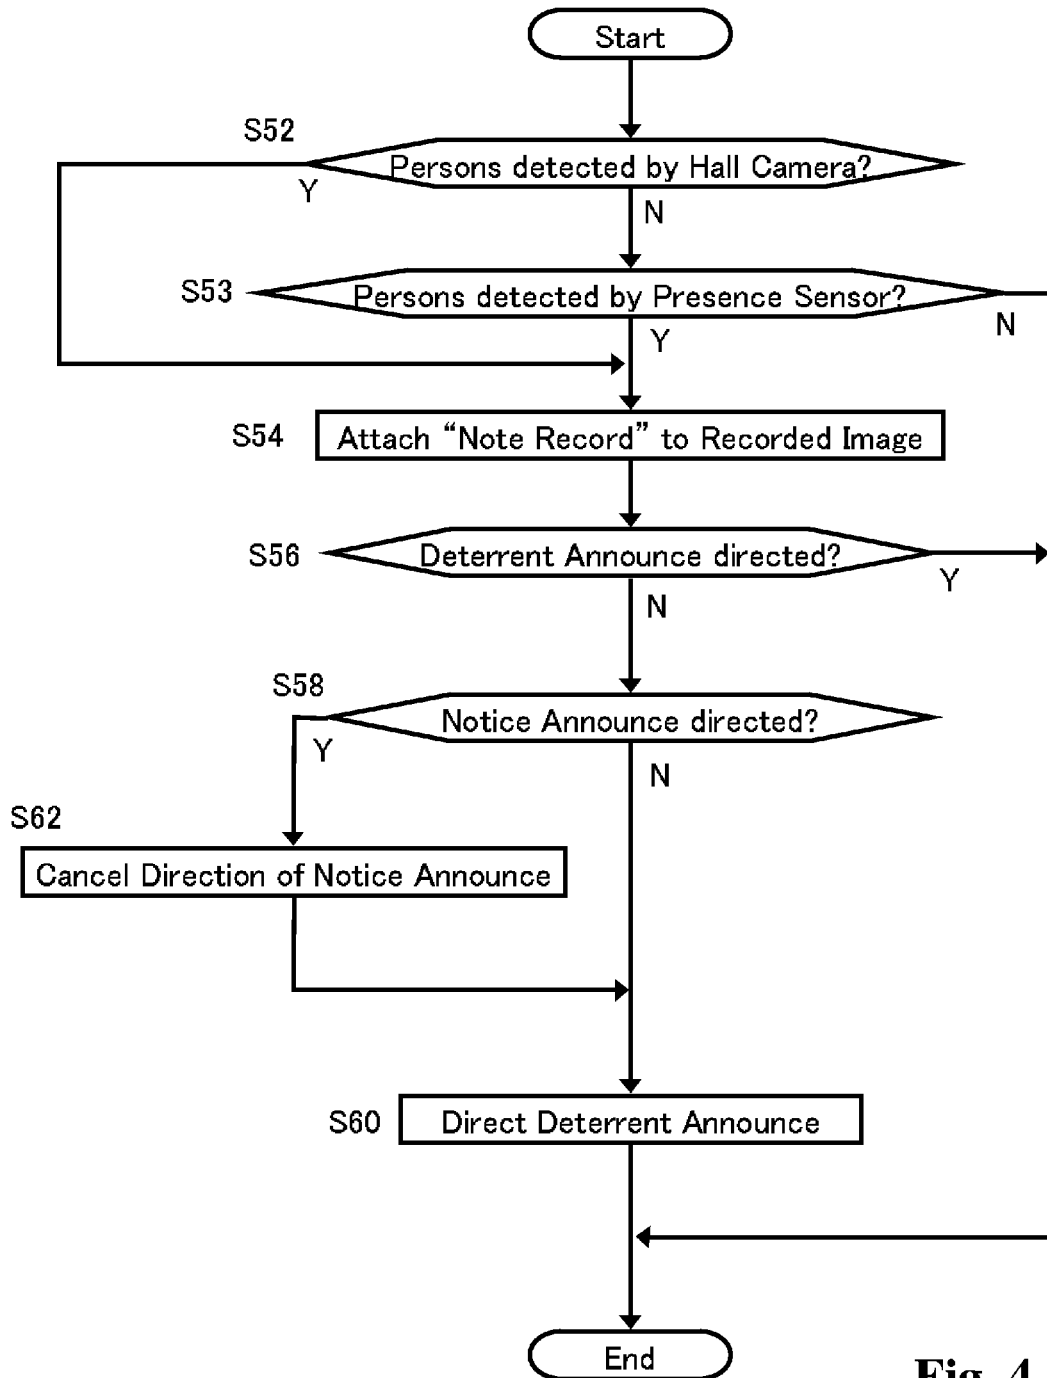 Start
S52
Persons detected by Hall Camera?
Y
N
S53
Persons detected by Presence Sensor?
N
Y
S54
Attach “Note Record” to Recorded Image
S56
Deterrent Announce directed?
Y
N
S58
Notice Announce directed?
Y
N
S62
Cancel Direction of Notice Announce
S60
Direct Deterrent Announce
End
Fig. 4